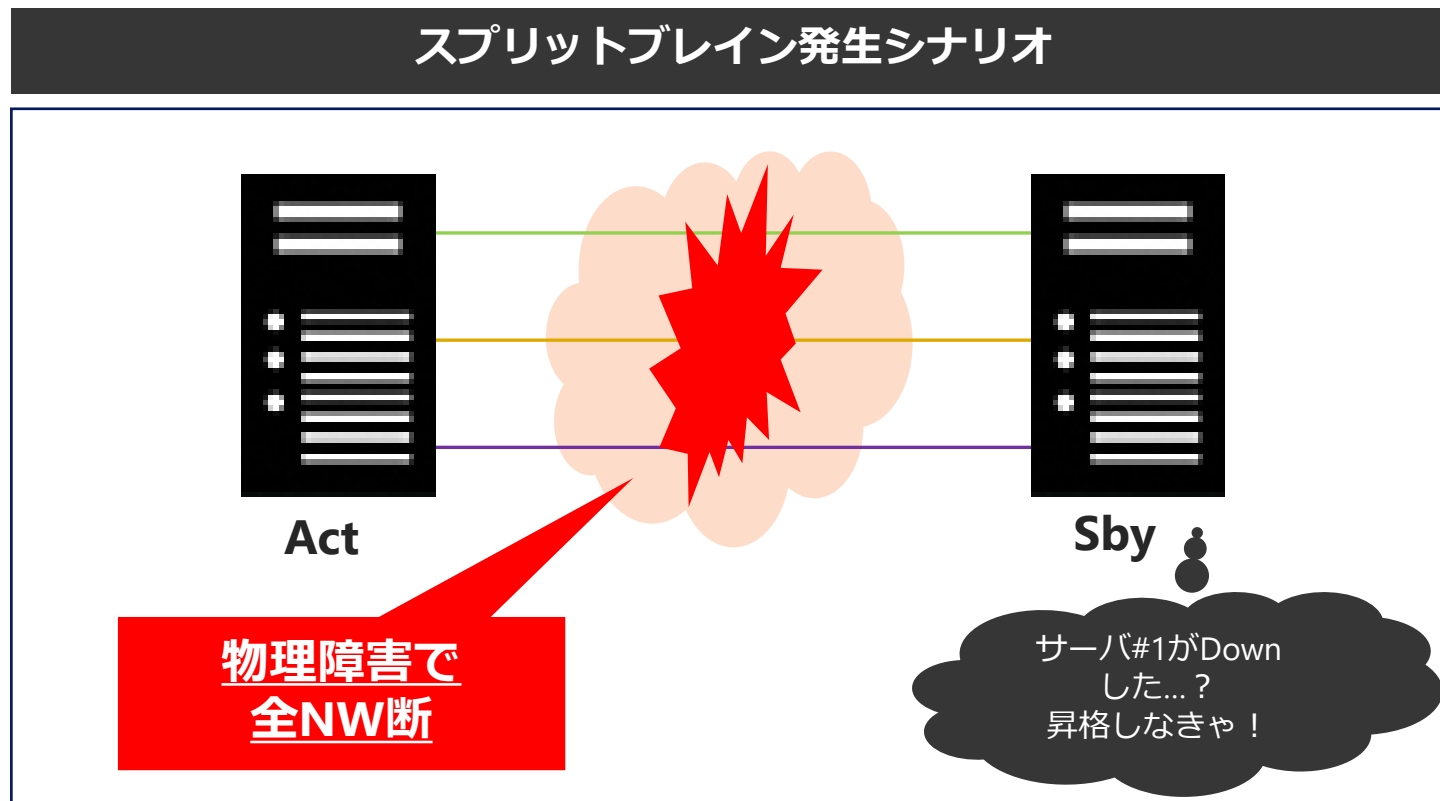 スプリットブレイン発生シナリオ
Act
Sby
物理障害で
全NW断
サーバ#1がDown
した…？
昇格しなきゃ！